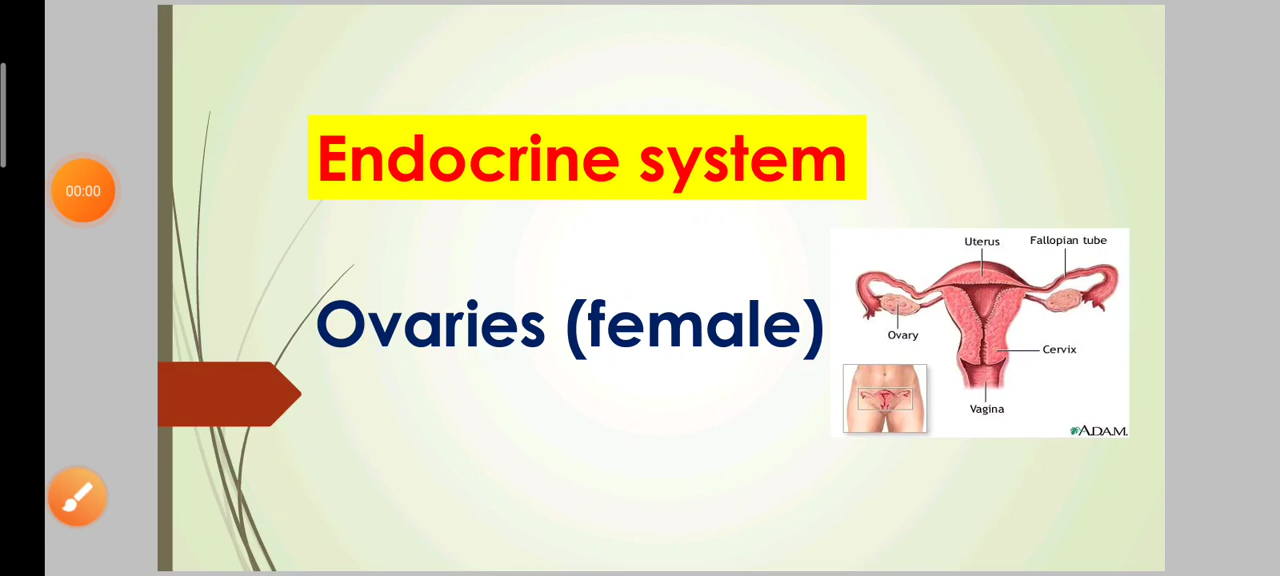 Endocrine system
00:00
Uterus
Fallopian tube
Ovaries (female)
Ovary
Cervix
Vagina
A.D.A.M.